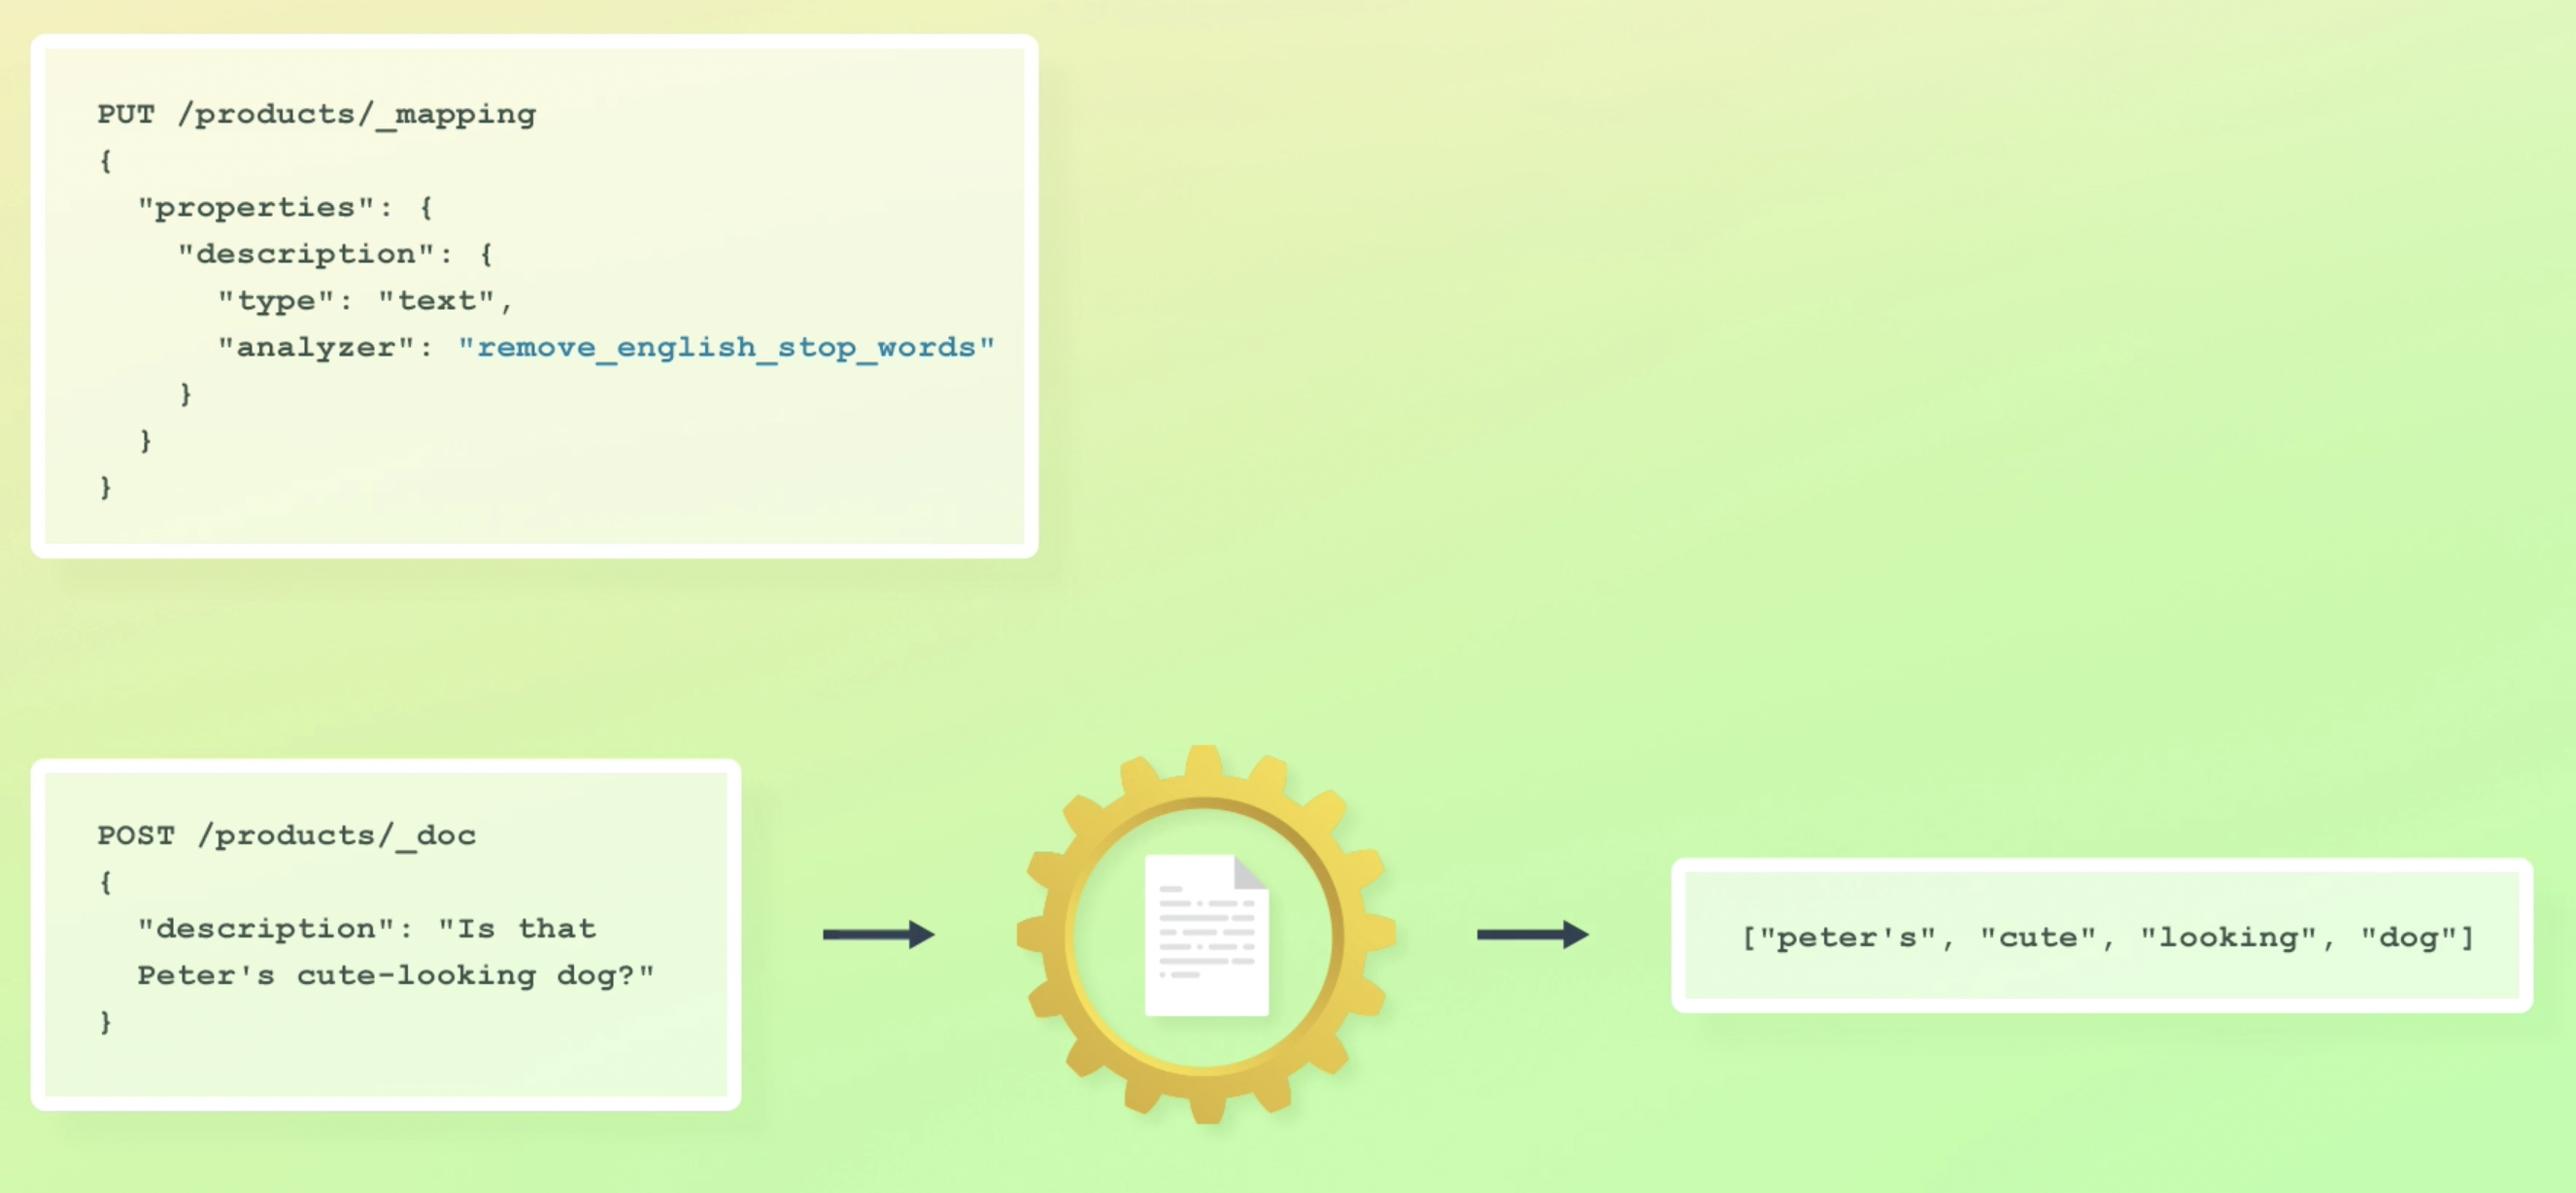 PUT /products/_mapping
{
  "properties": {
    "description": {
      "type": "text",
      "analyzer": "remove_english_stop_words"
    }
  }
}
POST /products/_doc
{
  "description": "Is that
  Peter's cute-looking dog?"
}
["peter's", "cute", "looking", "dog"]